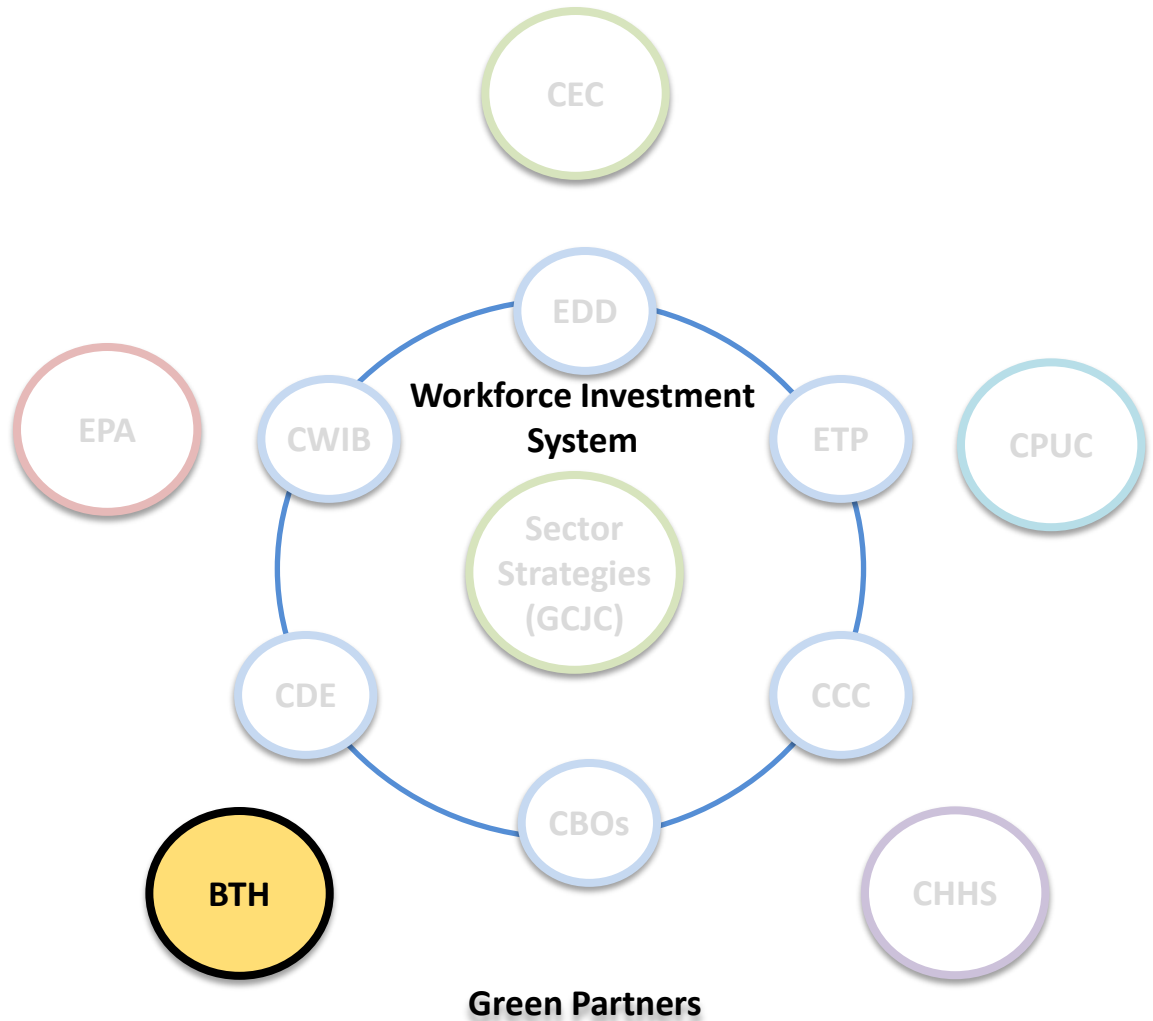 CEC
EDD
Workforce Investment
System
EPA
CWIB
ETP
CPUC
Sector
Strategies
(GCJC)
CDE
CCC
CBOs
BTH
CHHS
Green Partners